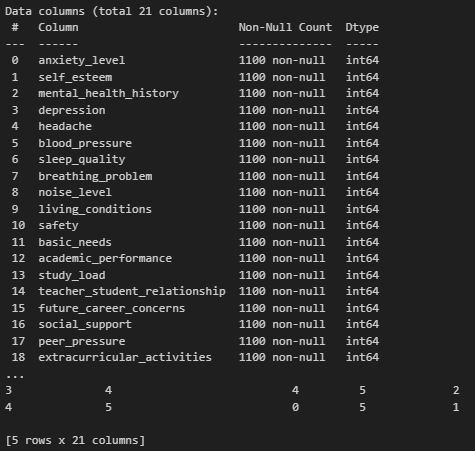 Data columns (total 21 columns):
 #   Column                        Non-Null Count  Dtype
---  ------                        --------------  -----
 0   anxiety_level                 1100 non-null   int64
 1   self_esteem                   1100 non-null   int64
 2   mental_health_history         1100 non-null   int64
 3   depression                    1100 non-null   int64
 4   headache                      1100 non-null   int64
 5   blood_pressure                1100 non-null   int64
 6   sleep_quality                 1100 non-null   int64
 7   breathing_problem             1100 non-null   int64
 8   noise_level                   1100 non-null   int64
 9   living_conditions             1100 non-null   int64
 10  safety                        1100 non-null   int64
 11  basic_needs                   1100 non-null   int64
 12  academic_performance          1100 non-null   int64
 13  study_load                    1100 non-null   int64
 14  teacher_student_relationship  1100 non-null   int64
 15  future_career_concerns        1100 non-null   int64
 16  social_support                1100 non-null   int64
 17  peer_pressure                 1100 non-null   int64
 18  extracurricular_activities    1100 non-null   int64
...
3              4                           4         5             2
4              5                           0         5             1

[5 rows x 21 columns]